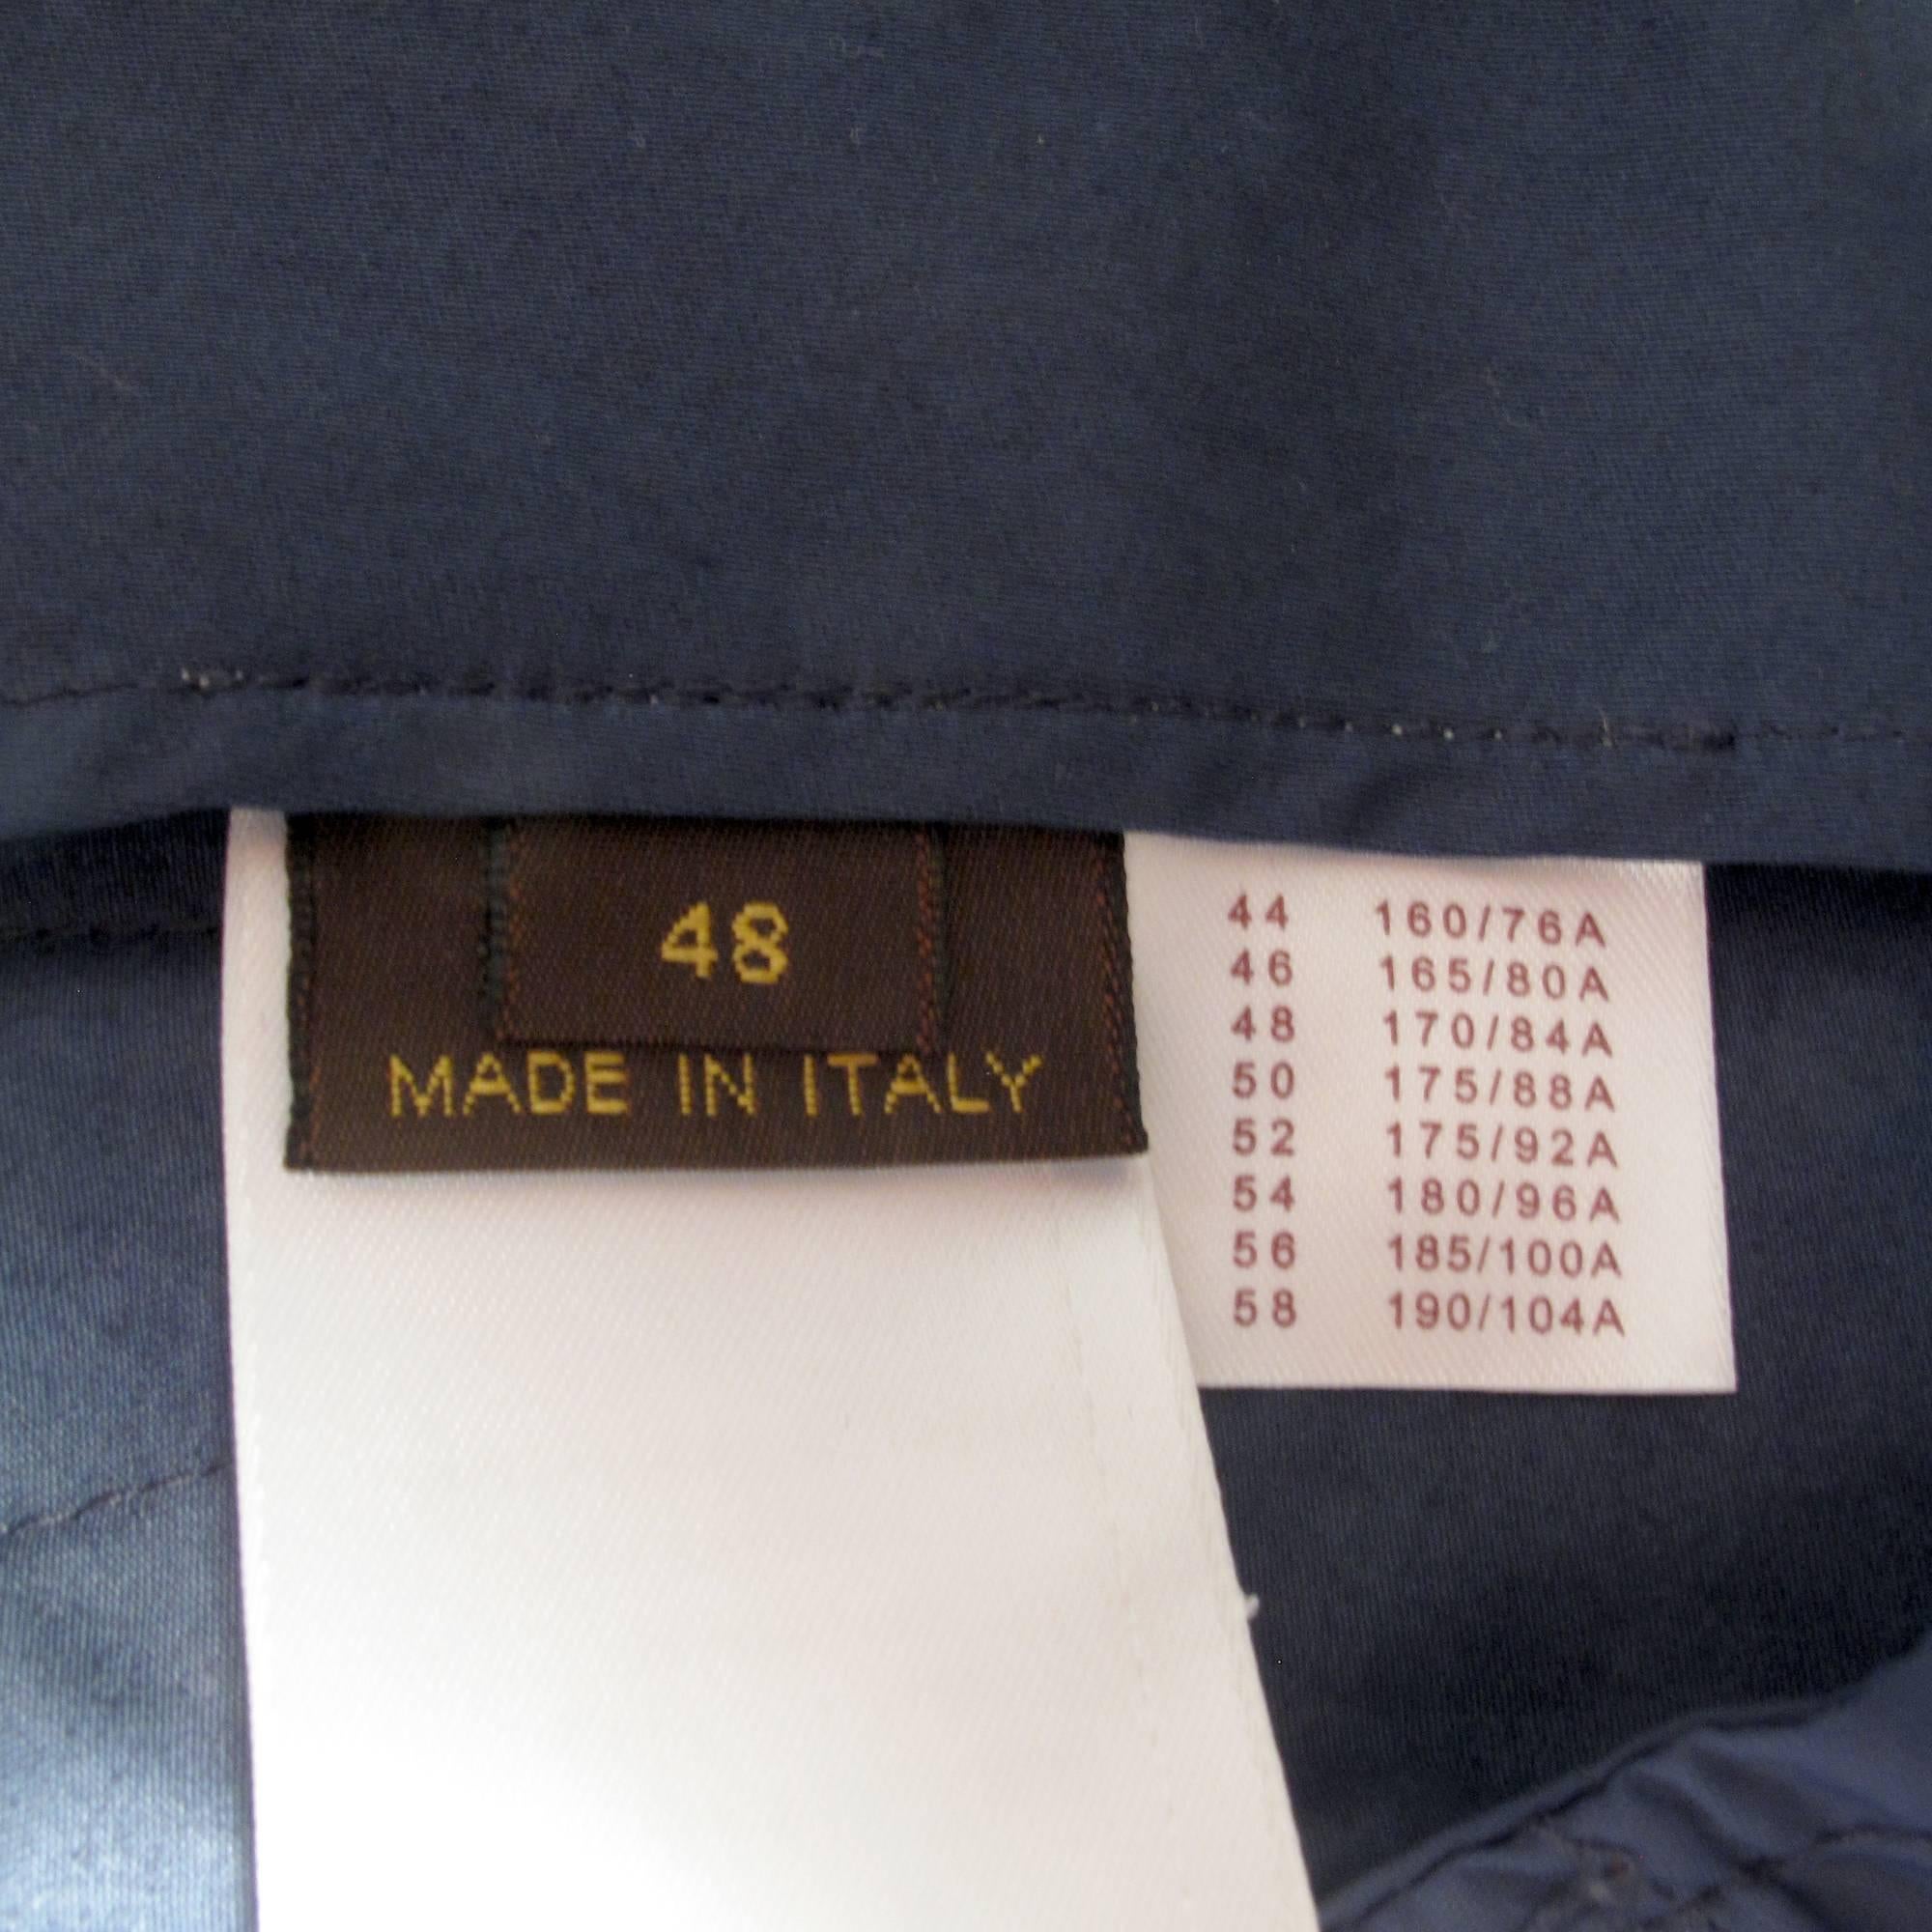 48
MADE IN ITALY
44 160/76A
46 165/80A
48 170/84A
50 175/88A
52 175/92A
54 180/96A
56 185/100A
58 190/104A